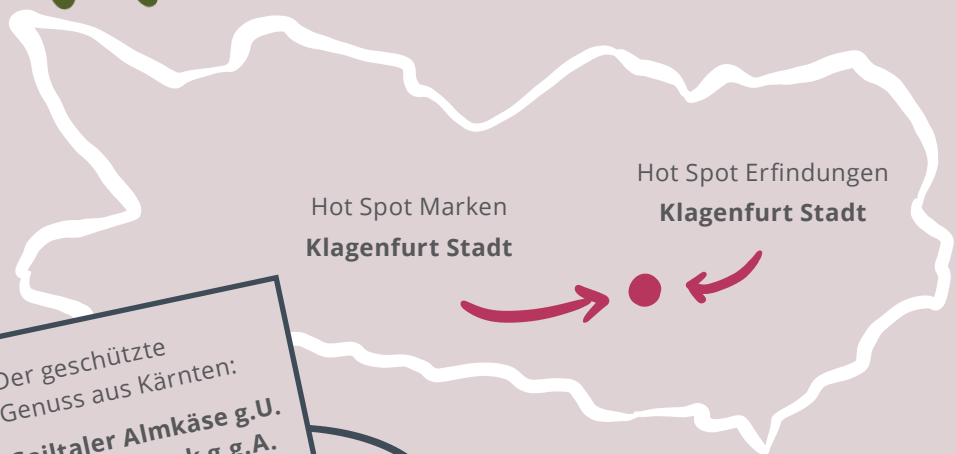 Hot Spot Erfindungen
Klagenfurt Stadt
Hot Spot Marken
Klagenfurt Stadt
Der geschützte
Genuss aus Kärnten:
Almkäse g.U.
g.g.A.